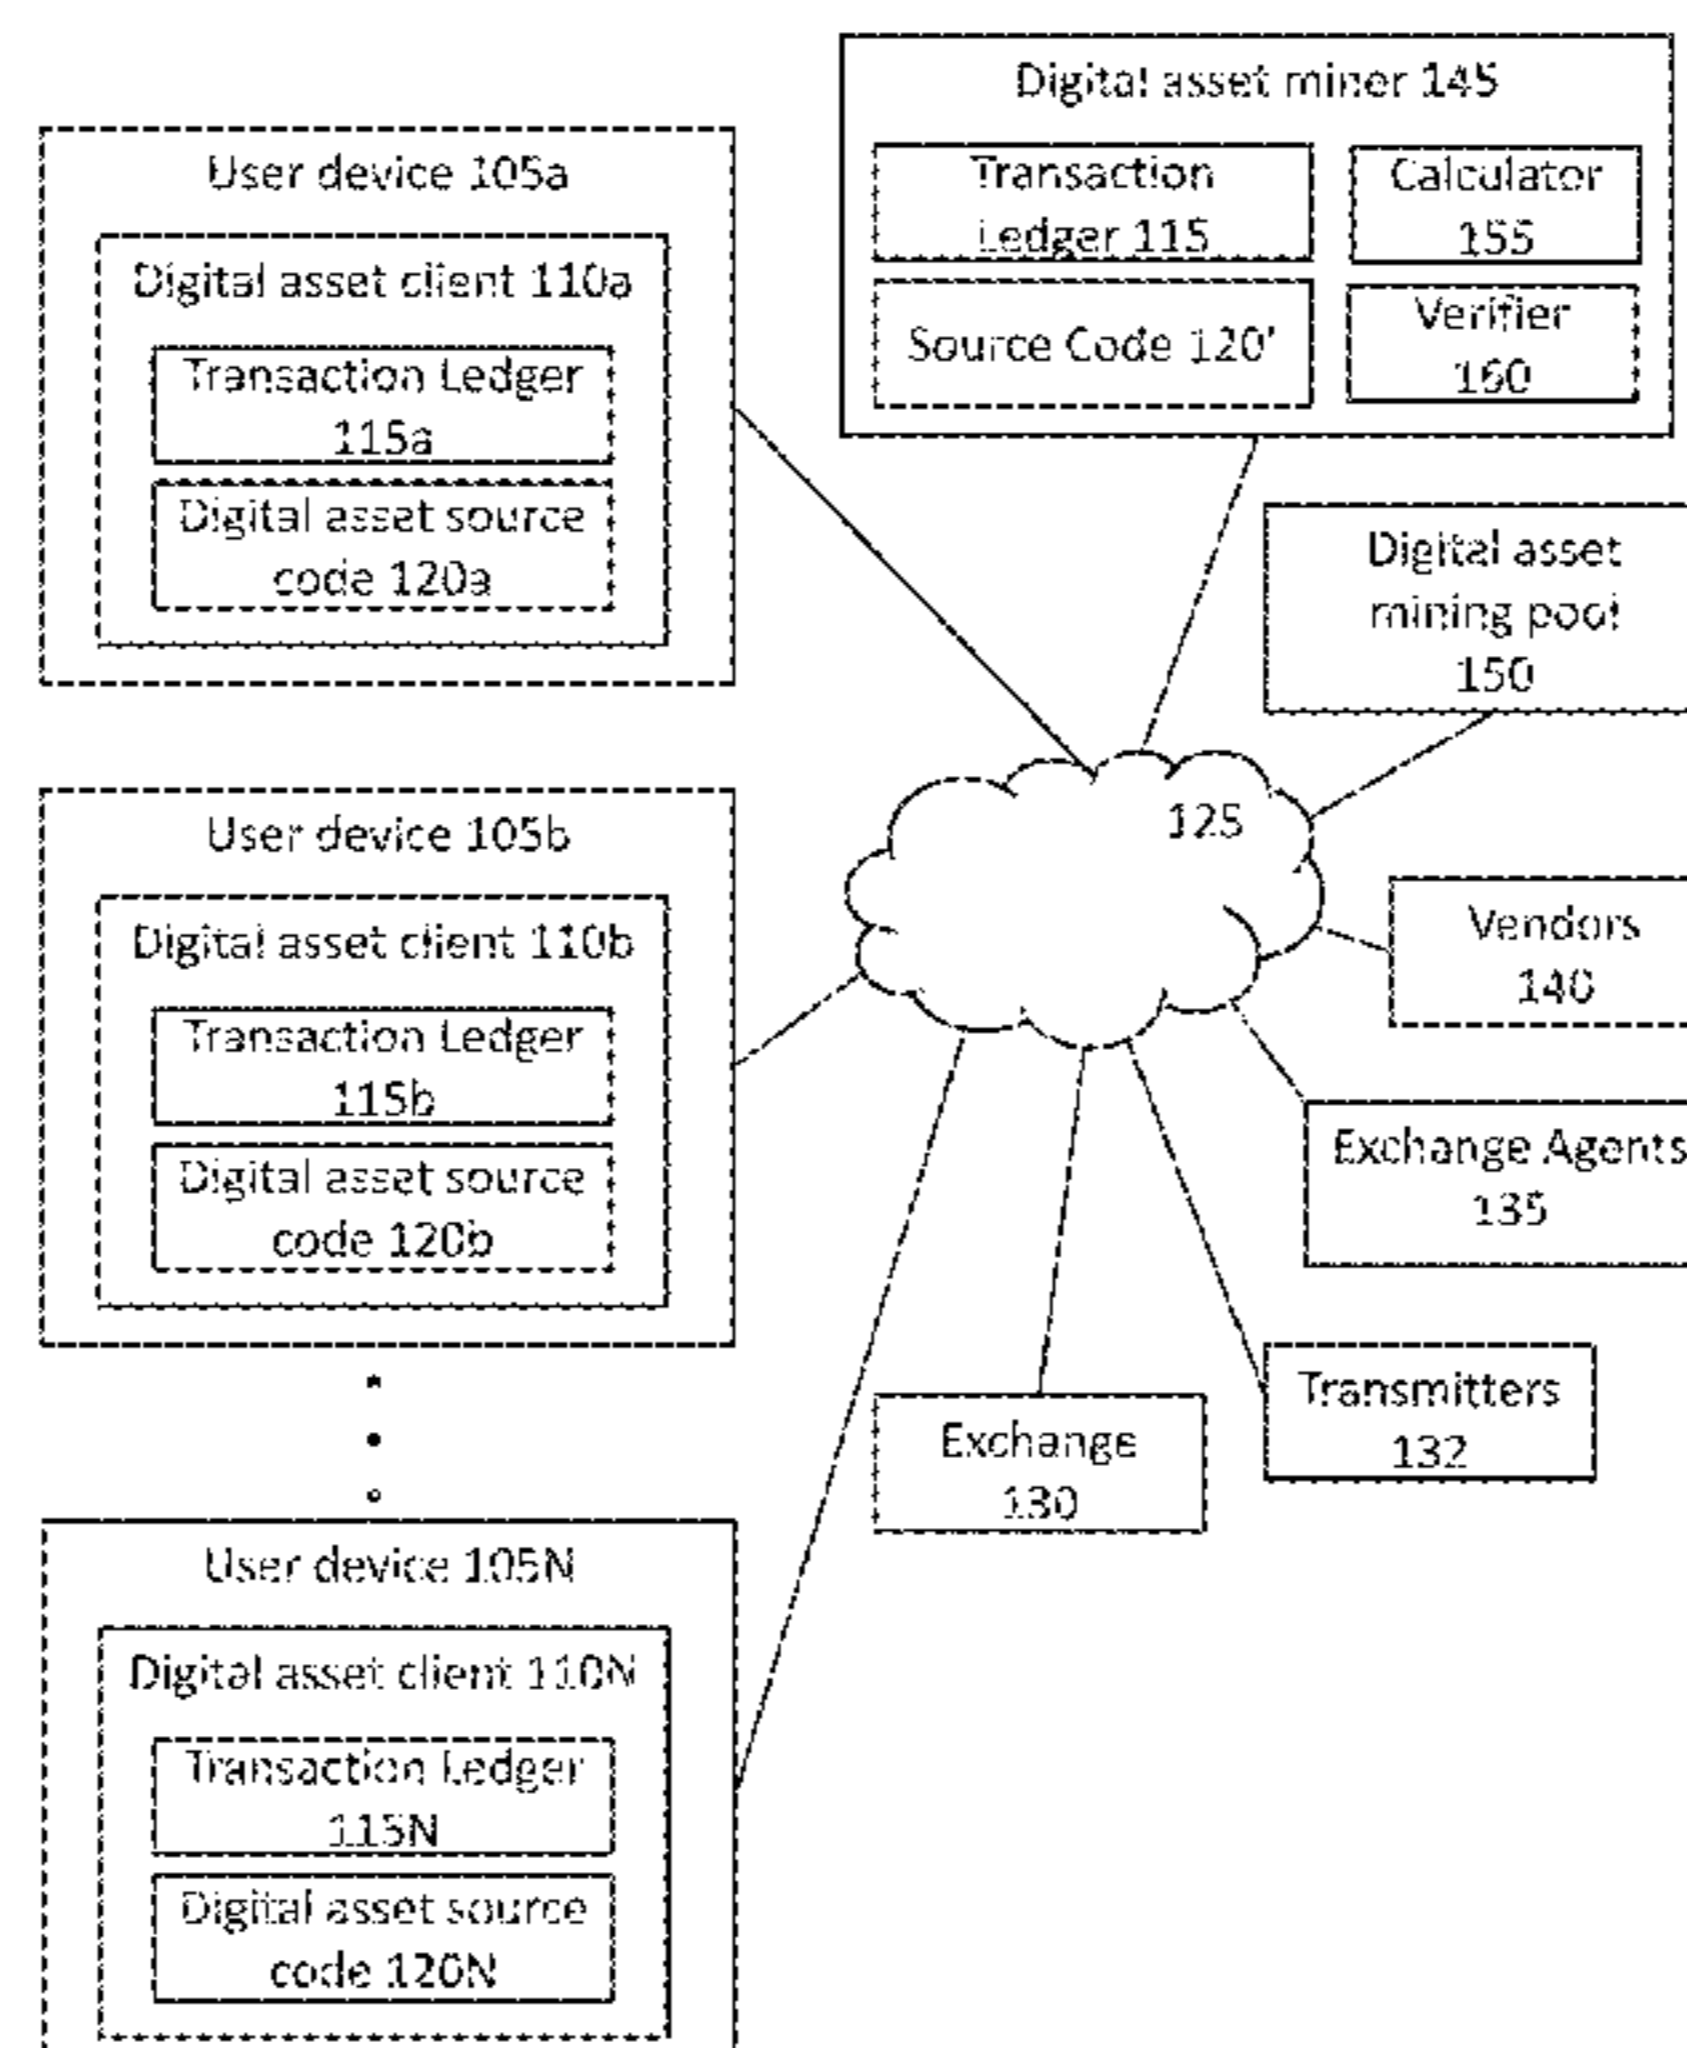 Digital asset miner 145
Transaction
Ledger 115
Calculator
155
Source Code 120'
Verifier
160
User device 105a
Digital asset client 110a
Transaction Ledger
115a
Digital asset source
code 120a
Digital asset
mining pool
150
User device 105b
Digital asset client 110b
Transaction Ledger
115b
Digital asset source
code 120b
125
Vendors
140
Exchange Agents
135
Transmitters
132
Exchange
130
User device 105N
Digital asset client 110N
Transaction Ledger
115N
Digital asset source
code 120N